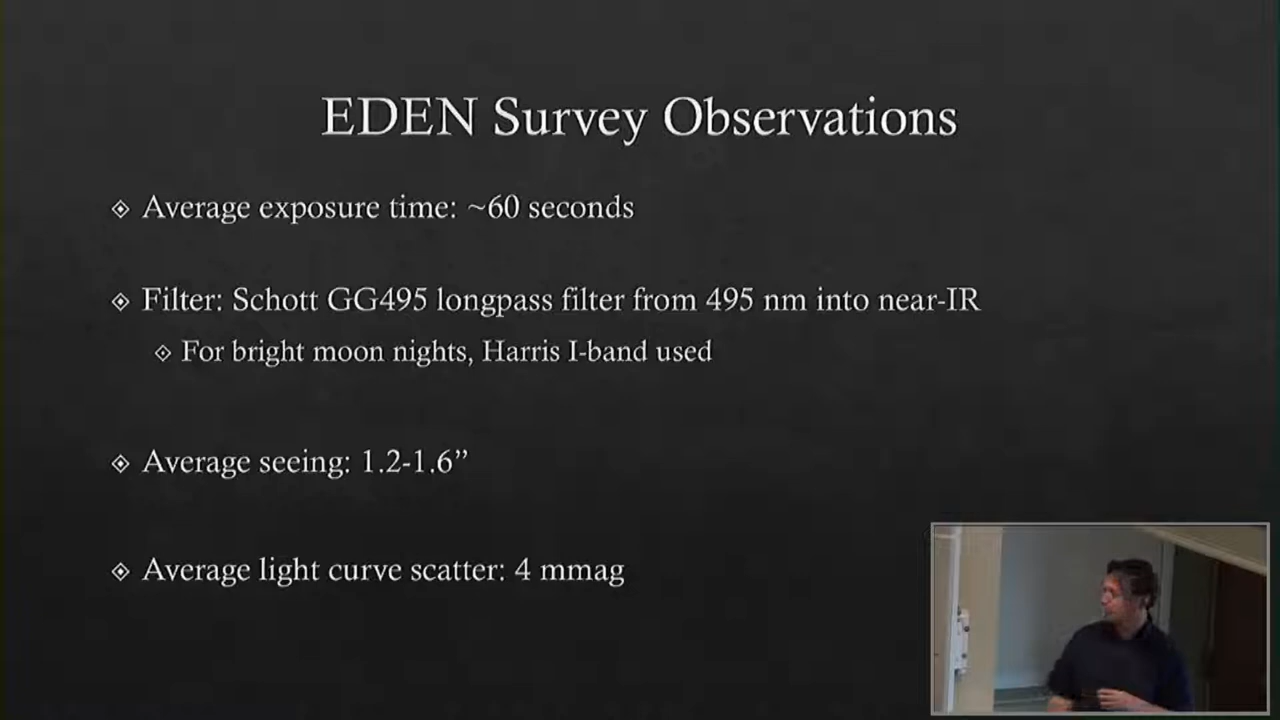 EDEN Survey Observations
Average exposure time: ~60 seconds
Filter: Schott GG495 longpass filter from 495 nm into near-IR
For bright moon nights, Harris I-band used
Average seeing: 1.2-1.6”
Average light curve scatter: 4 mmag